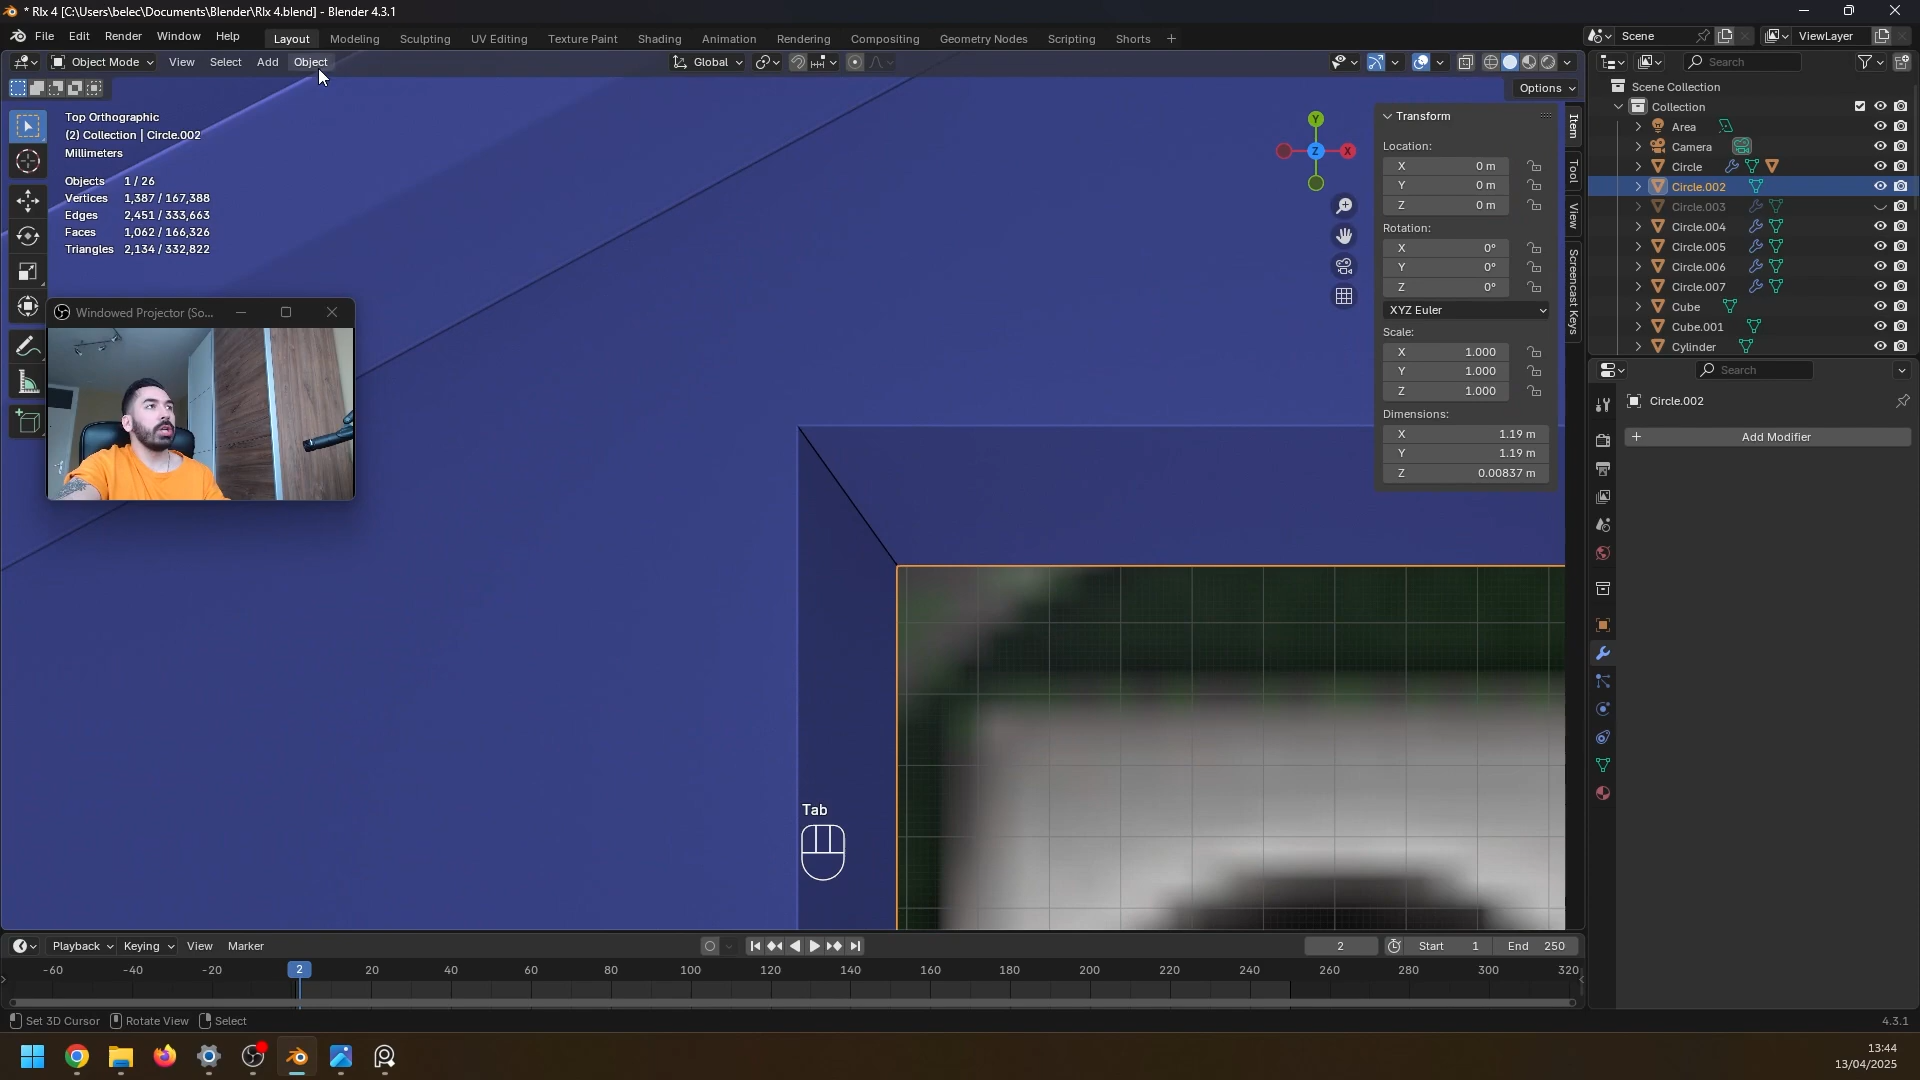 * Rlx 4 [C:\Users\belec\Documents\Blender\Rlx 4.blend] - Blender 4.3.1
File Edit Render Window Help Layout Modeling Sculpting UV Editing Texture Paint Shading Animation Rendering Compositing Geometry Nodes Scripting Shorts + Scene ViewLayer
Object Mode View Select Add Object Global Search
Options
Top Orthographic
(2) Collection | Circle.002
Millimeters
Objects 1 / 26
Vertices 1,387 / 167,388
Edges 2,451 / 333,663
Faces 1,062 / 166,326
Triangles 2,134 / 332,822
Windowed Projector (So...
Y
X
Z
Transform
Location:
X 0 m
Y 0 m
Z 0 m
Rotation:
X 0°
Y 0°
Z 0°
XYZ Euler
Scale:
X 1.000
Y 1.000
Z 1.000
Dimensions:
X 1.19 m
Y 1.19 m
Z 0.00837 m
Item
Tool
View
Screencast Keys
Scene Collection
Collection
Area
Camera
Circle
Circle.002
Circle.003
Circle.004
Circle.005
Circle.006
Circle.007
Cube
Cube.001
Cylinder
Search
Circle.002
+ Add Modifier
Tab
Playback Keying View Marker 2 Start 1 End 250
-60 -40 -20 2 20 40 60 80 100 120 140 160 180 200 220 240 260 280 300 320
Set 3D Cursor Rotate View Select 4.3.1
13:44
13/04/2025